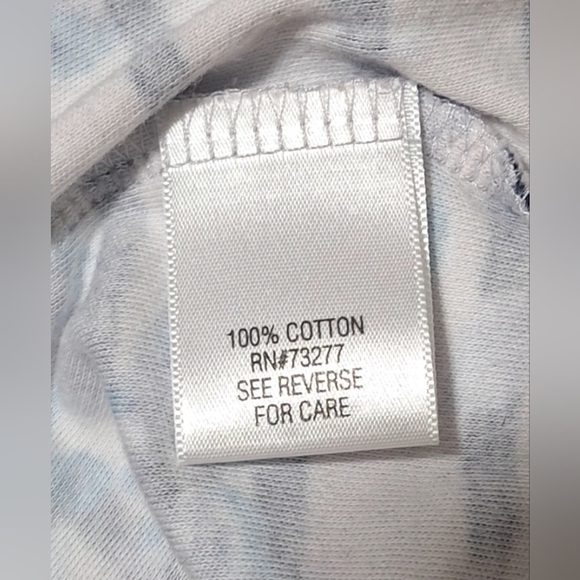 100% COTTON
RN#73277
SEE REVERSE
FOR CARE